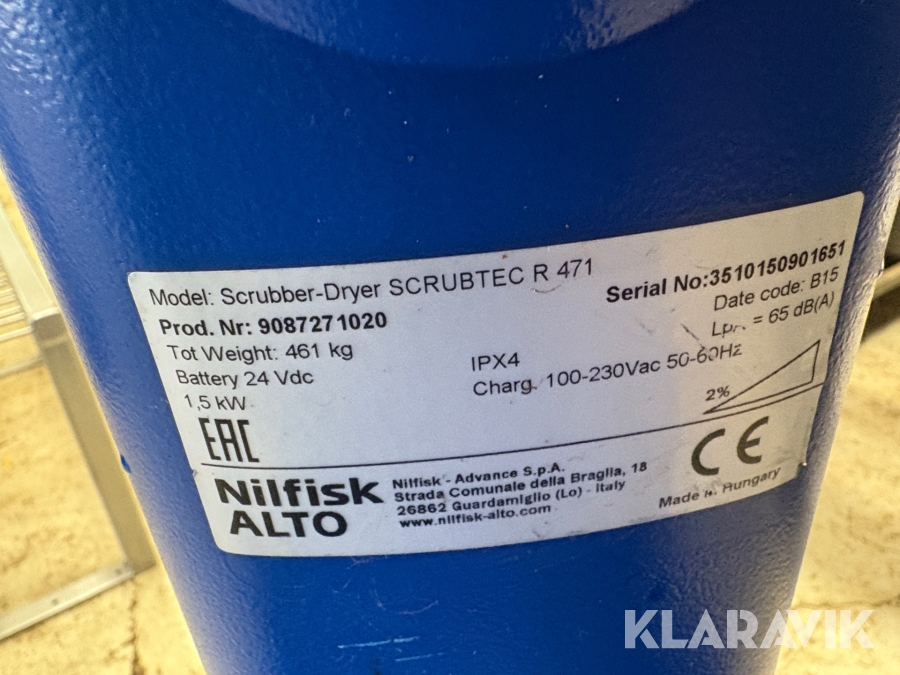 Model: Scrubber-Dryer SCRUBTEC R 471
Serial No:3510150901651
Prod. Nr: 9087271020
Date code: B15
Tot Weight: 461 kg
IPX4
= 65 dB(A)
Battery 24 Vdc
Charg. 100-230Vac 50-60Hz
1,5 kW
2%
EAC
CE
Nilfisk
ALTO
Nilfisk - Advance S.p.A.
Strada Comunale della Braglia, 18
26862 Guardamiglio (Lo) - Italy
www.nilfisk-alto.com
Made in Hungary
KLARAVIK